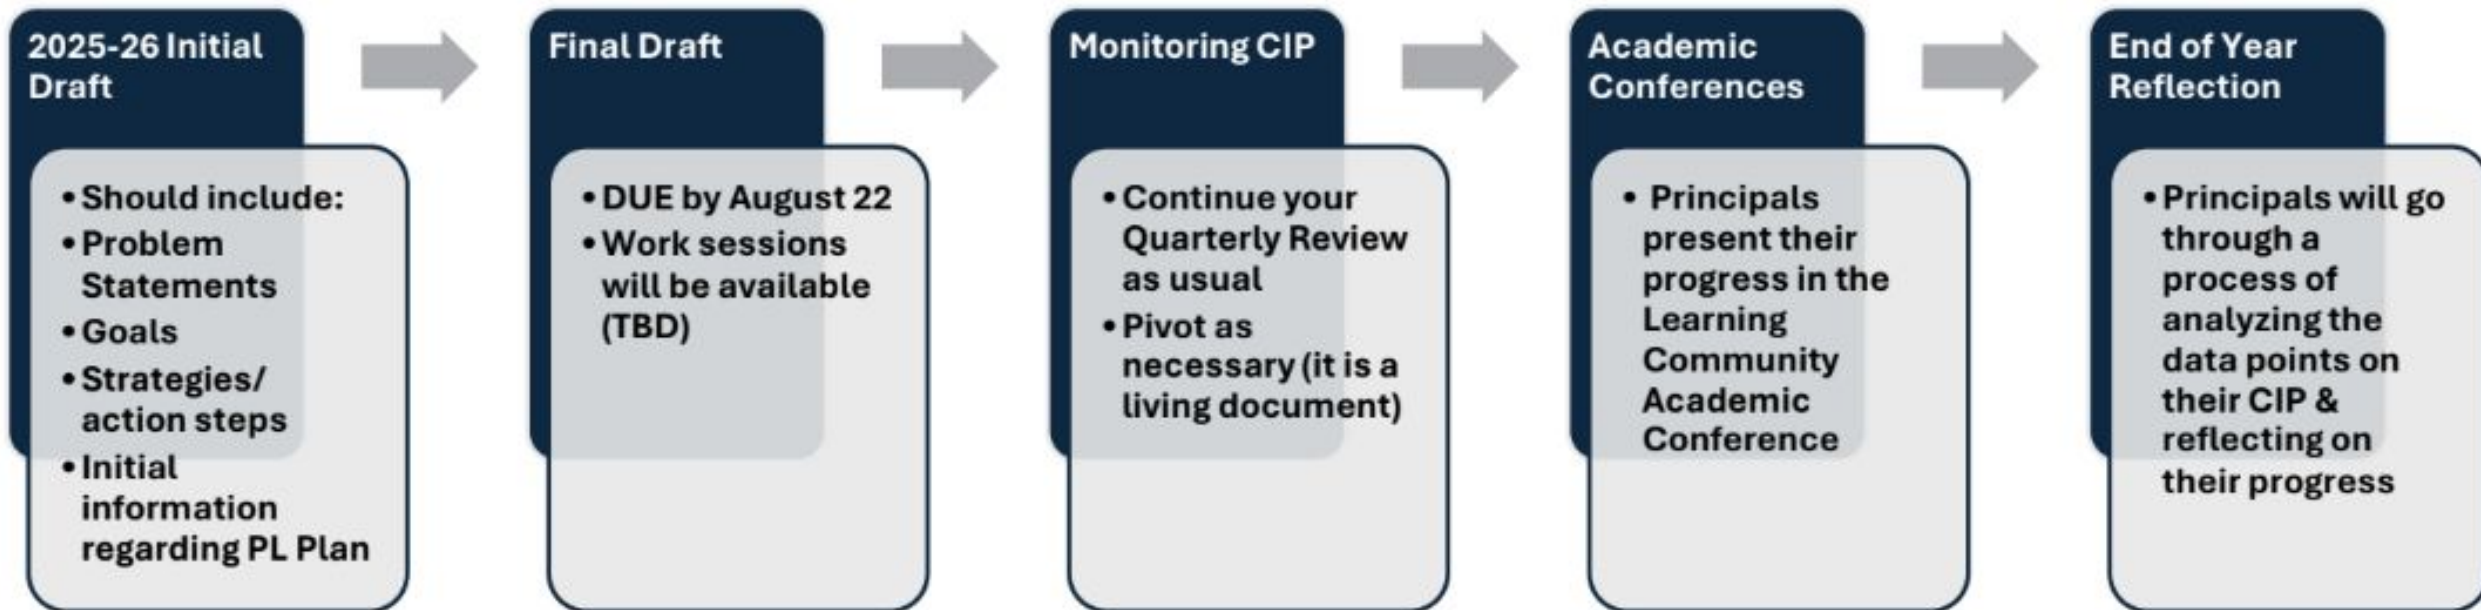 2025-26 Initial
Draft
• Should include:
• Problem
Statements
• Goals
• Strategies/
action steps
• Initial
information
regarding PL Plan
Final Draft
• DUE by August 22
• Work sessions
will be available
(TBD)
Monitoring CIP
• Continue your
Quarterly Review
as usual
• Pivot as
necessary (it is a
living document)
Academic
Conferences
• Principals
present their
progress in the
Learning
Community
Academic
Conference
End of Year
Reflection
• Principals will go
through a
process of
analyzing the
data points on
their CIP &
reflecting on
their progress